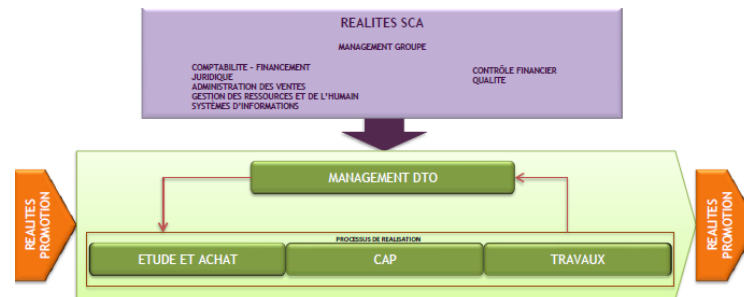 REALITES SCA
MANAGEMENT GROUPE
COMPTABILITE – FINANCEMENT
JURIDIQUE
ADMINISTRATION DES VENTES
GESTION DES RESSOURCES ET DE L'HUMAIN
SYSTÈMES D'INFORMATIONS
CONTRÔLE FINANCIER
QUALITE
REALITES
PROMOTION
MANAGEMENT DTO
PROCESSUS DE REALISATION
ETUDE ET ACHAT
CAP
TRAVAUX
REALITES
PROMOTION